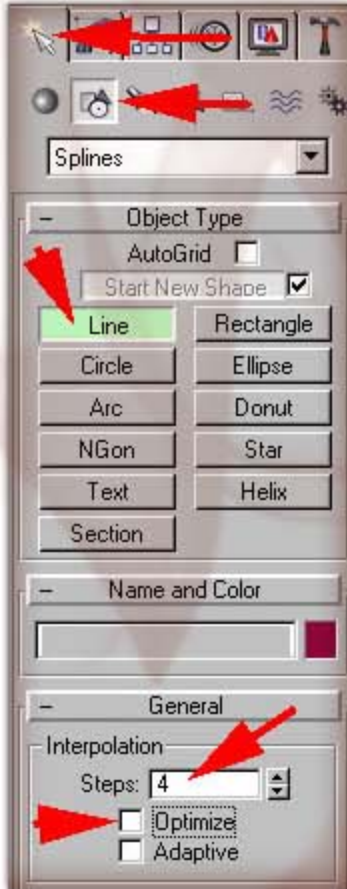 Splines
- Object Type
AutoGrid
Start New Shape
Line Rectangle
Circle Ellipse
Arc Donut
NGon Star
Text Helix
Section
- Name and Color
- General
Interpolation
Steps: 4
Optimize
Adaptive